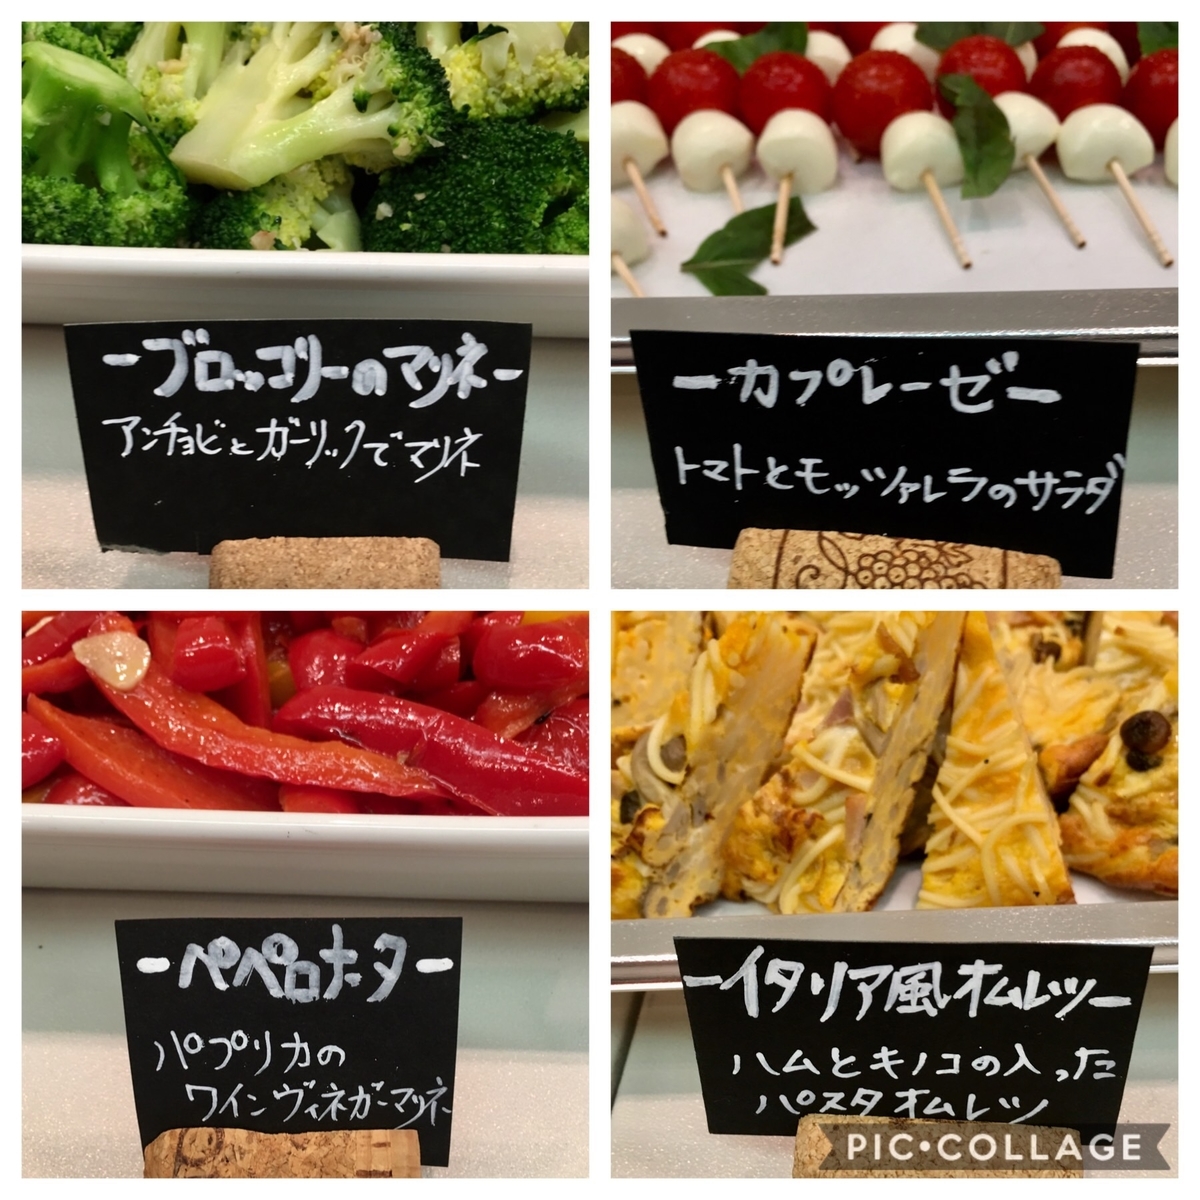 ーブロッコリーのマリネー
アンチョビとガーリックでマリネ
ーカプレーゼー
トマトとモッツァレラのサラダ
ーペペロナター
パプリカの
ワインヴィネガーマリネ
ーイタリア風オムレツー
ハムとキノコの入った
パスタオムレツ
PIC•COLLAGE